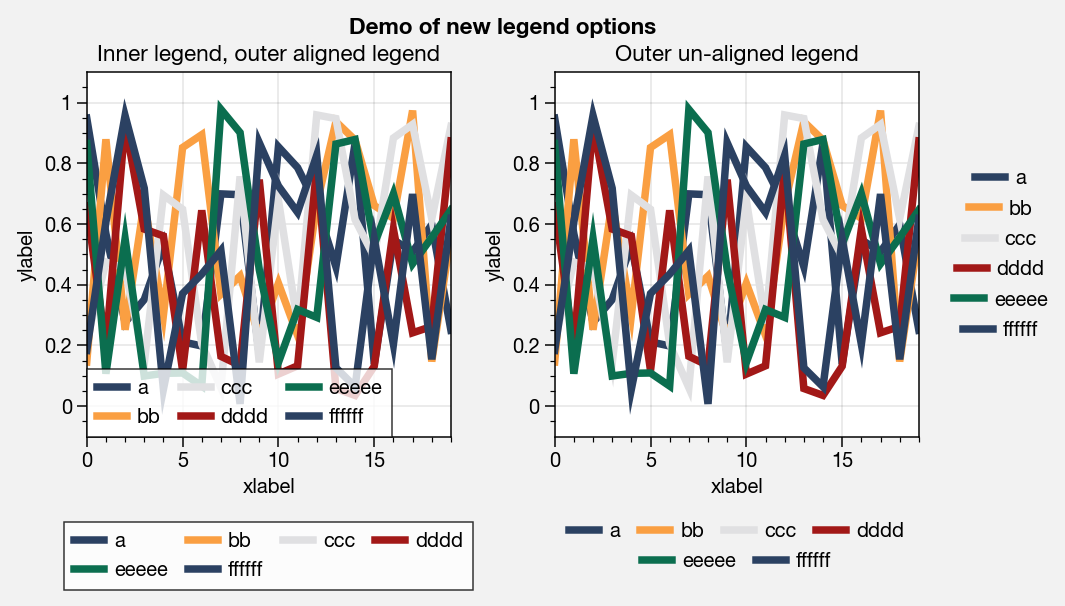 Demo of new legend options
Inner legend, outer aligned legend
ylabel
1
0.8
0.6
0.4
0.2
0
a ccc eeeee
bb dddd ffffff
0 5 10 15
xlabel
a bb ccc dddd
eeeee ffffff
Outer un-aligned legend
ylabel
1
0.8
0.6
0.4
0.2
0
0 5 10 15
xlabel
a
bb
ccc
dddd
eeeee
ffffff
a bb ccc dddd
eeeee ffffff